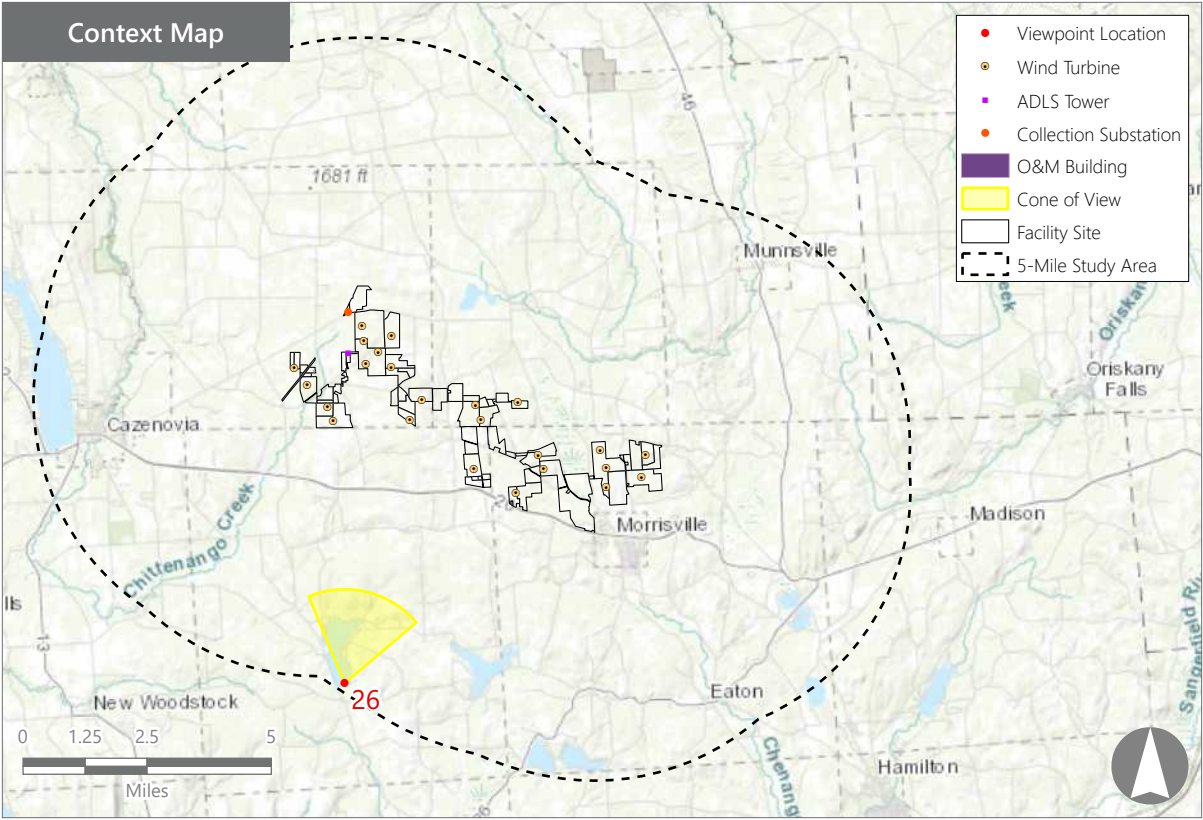 Context Map
Viewpoint Location
Wind Turbine
ADLS Tower
Collection Substation
O&M Building
Cone of View
Facility Site
5-Mile Study Area
46
1681 ft
Munnsville
Oriskany
Falls
Cazenovia
Morrisville
Madison
Chittenango Creek
13
26
New Woodstock
Eaton
Hamilton
0 1.25 2.5 5
Miles